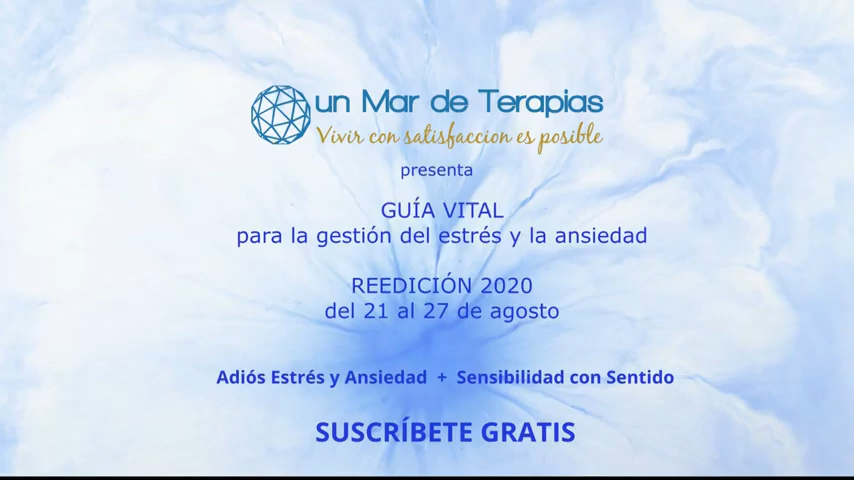 un Mar de Terapias
Vivir con satisfaccion es posible
presenta
GUÍA VITAL
para la gestión del estrés y la ansiedad
REEDICIÓN 2020
del 21 al 27 de agosto
Adiós Estrés y Ansiedad + Sensibilidad con Sentido
SUSCRÍBETE GRATIS